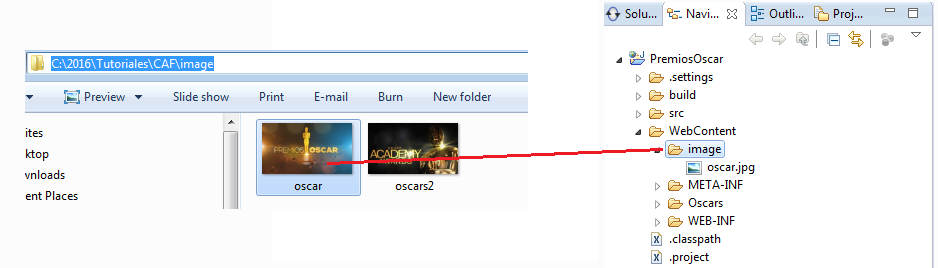 C:\2016\Tutoriales\CAF\image
Preview Slide show Print E-mail Burn New folder
ites
ktop
vnloads
ent Places
PREMIOS OSCAR
ACADEMY
AWARDS
oscar
oscars2
Solu... Navi... Outli... Proj...
PremiosOscar
.settings
build
src
WebContent
image
oscar.jpg
META-INF
Oscars
WEB-INF
.classpath
.project